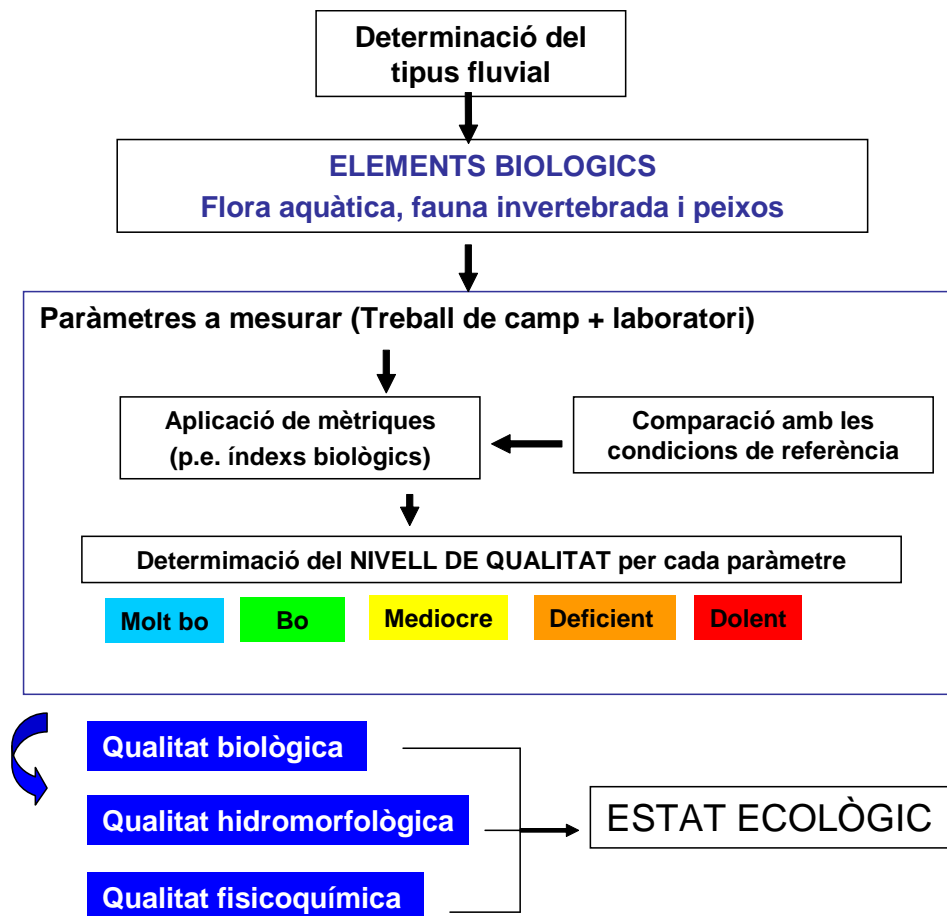 Determinació del
tipus fluvial
ELEMENTS BIOLOGICS
Flora aquàtica, fauna invertebrada i peixos
Paràmetres a mesurar (Treball de camp + laboratori)
Aplicació de mètriques
(p.e. índexs biològics)
Comparació amb les
condicions de referència
Determimació del NIVELL DE QUALITAT per cada paràmetre
Molt bo
Bo
Mediocre
Deficient
Dolent
Qualitat biològica
Qualitat hidromorfològica
ESTAT ECOLÒGIC
Qualitat fisicoquímica